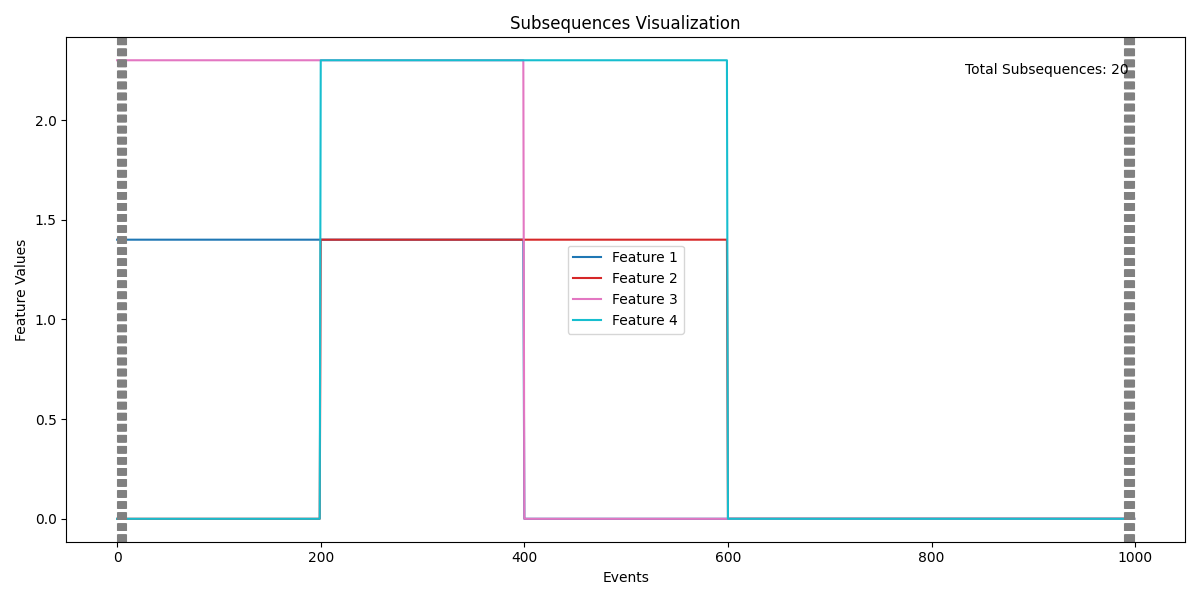 Subsequences Visualization
Total Subsequences: 20
Feature Values
2.0
1.5
1.0
0.5
0.0
Feature 1
Feature 2
Feature 3
Feature 4
0 200 400 600 800 1000
Events